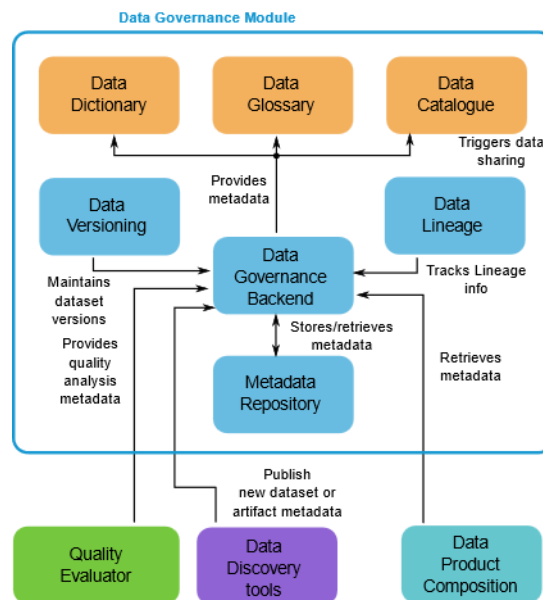 Data Governance Module
Data
Dictionary
Data
Glossary
Data
Catalogue
Triggers data
sharing
Provides
metadata
Data
Versioning
Data
Lineage
Data
Governance
Backend
Maintains
dataset
versions
Tracks Lineage
info
Provides
quality
analysis
metadata
Stores/retrieves
metadata
Retrieves
metadata
Metadata
Repository
Publish
new dataset or
artifact metadata
Quality
Evaluator
Data
Discovery
tools
Data
Product
Composition